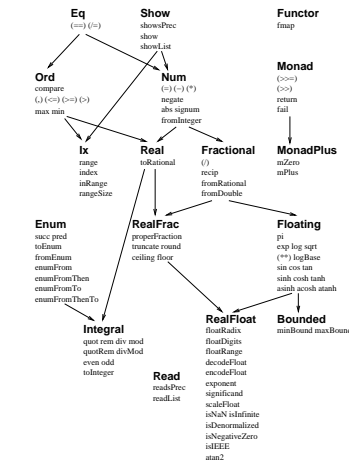 Eq
(==) (/=)
Show
showsPrec
show
showList
Functor
fmap
Ord
compare
(,) (<=) (>=) (>)
max min
Num
(=) (−) (*)
negate
abs signum
fromInteger
Monad
(>>=)
(>>)
return
fail
Ix
range
index
inRange
rangeSize
Real
toRational
Fractional
(/)
recip
fromRational
fromDouble
MonadPlus
mZero
mPlus
Enum
succ pred
toEnum
fromEnum
enumFrom
enumFromThen
enumFromTo
enumFromThenTo
RealFrac
properFraction
truncate round
ceiling floor
Floating
pi
exp log sqrt
(**) logBase
sin cos tan
sinh cosh tanh
asinh acosh atanh
Integral
quot rem div mod
quotRem divMod
even odd
toInteger
RealFloat
floatRadix
floatDigits
floatRange
decodeFloat
encodeFloat
exponent
significand
scaleFloat
isNaN isInfinite
isDenormalized
isNegativeZero
isIEEE
atan2
Bounded
minBound maxBound
Read
readsPrec
readList